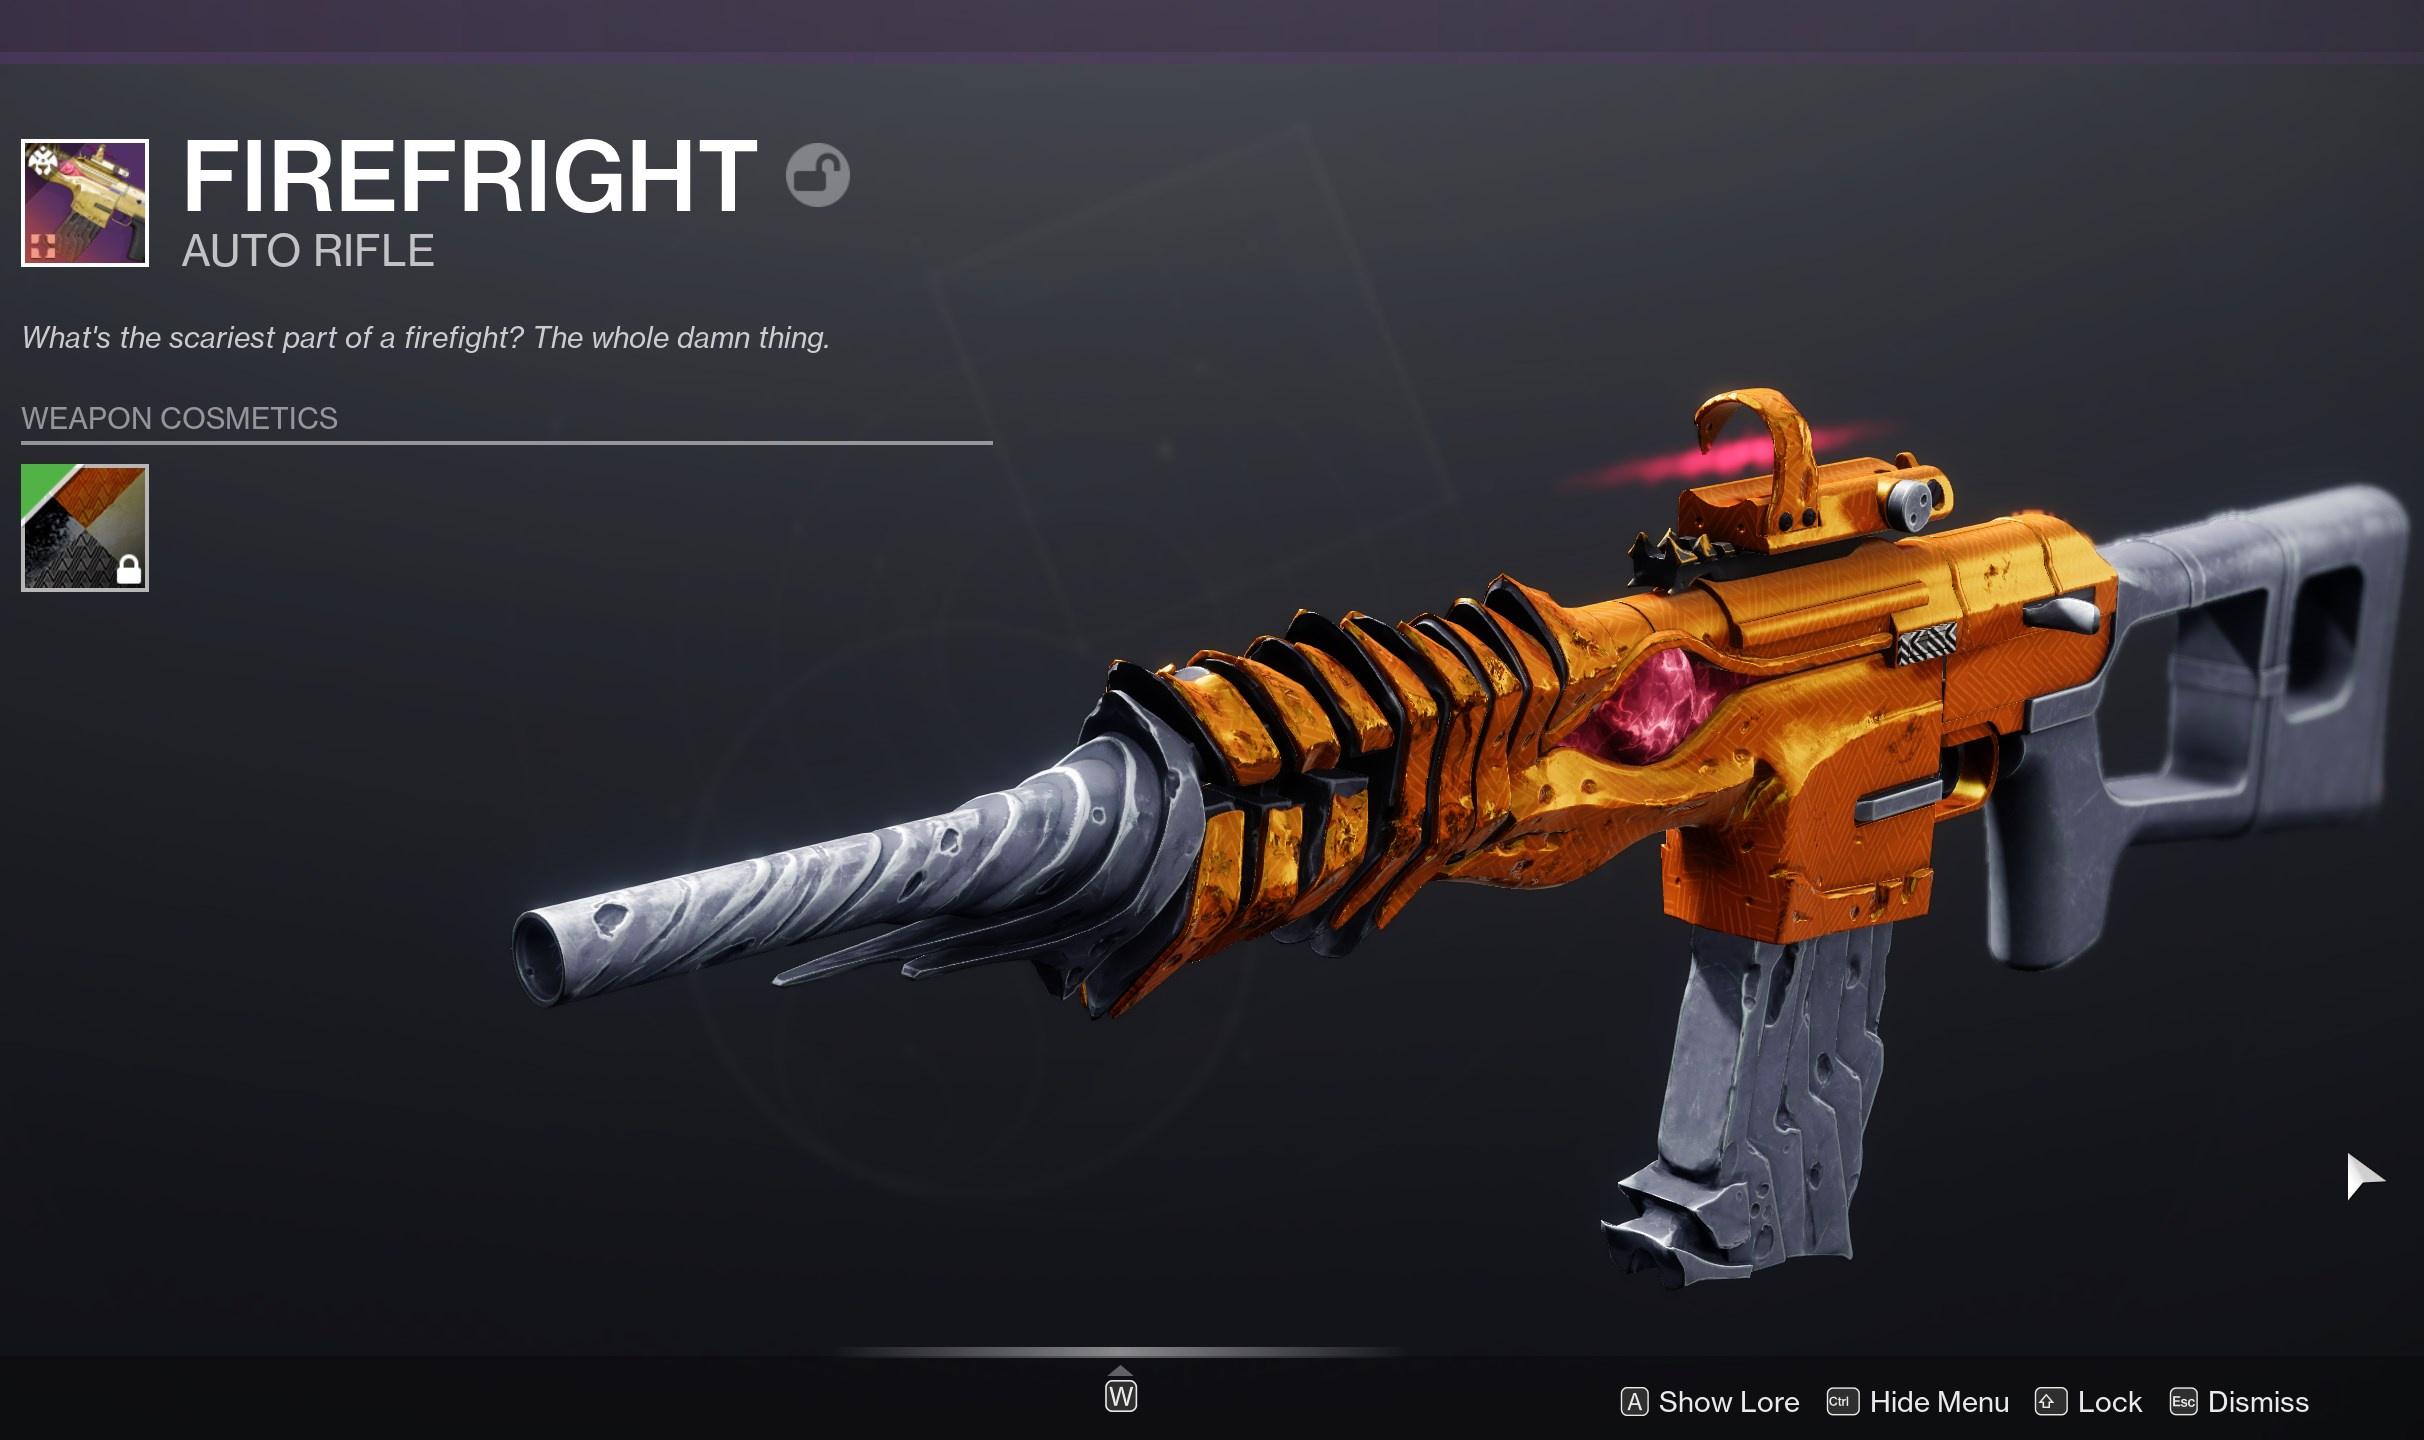 FIREFRIGHT
AUTO RIFLE
What's the scariest part of a firefight? The whole damn thing.
WEAPON COSMETICS
W
A Show Lore Ctrl Hide Menu Lock Esc Dismiss